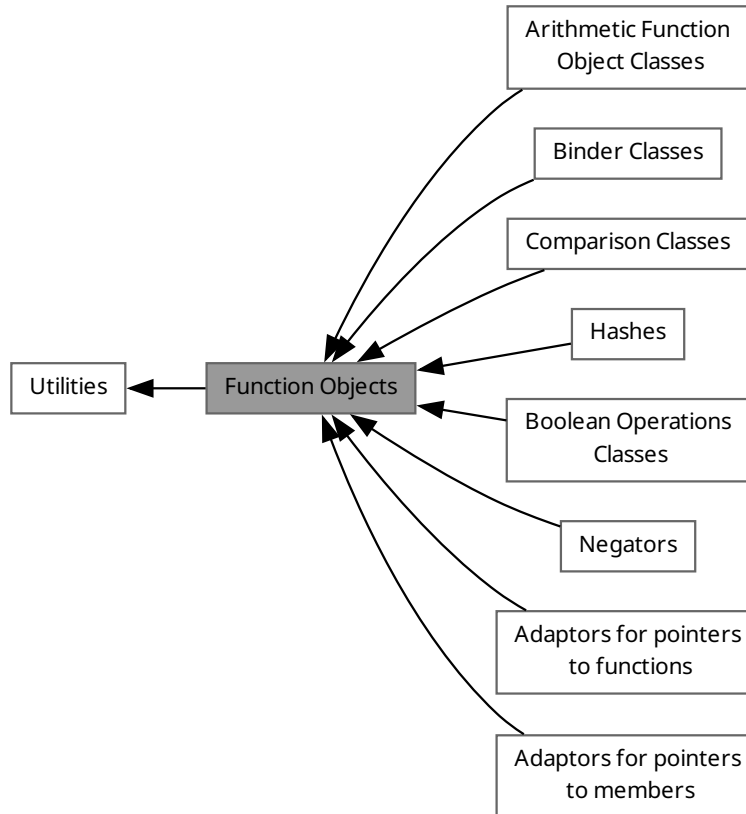 Arithmetic Function
Object Classes
Binder Classes
Comparison Classes
Hashes
Utilities
Function Objects
Boolean Operations
Classes
Negators
Adaptors for pointers
to functions
Adaptors for pointers
to members